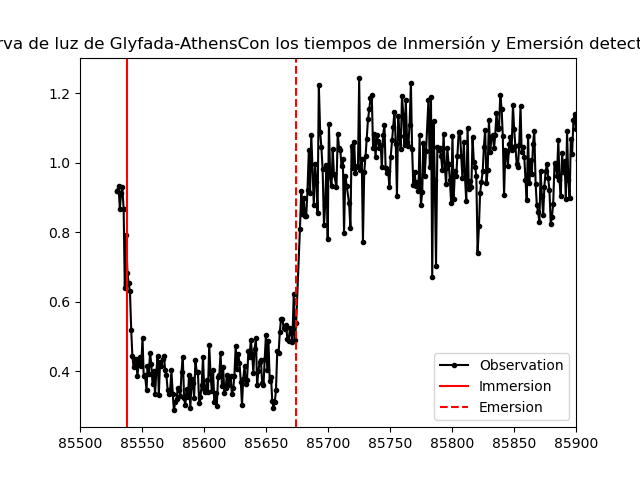 rva de luz de Glyfada-AthensCon los tiempos de Inmersión y Emersión detect
1.2
1.0
0.8
0.6
0.4
Observation
Immersion
Emersion
85500 85550 85600 85650 85700 85750 85800 85850 85900